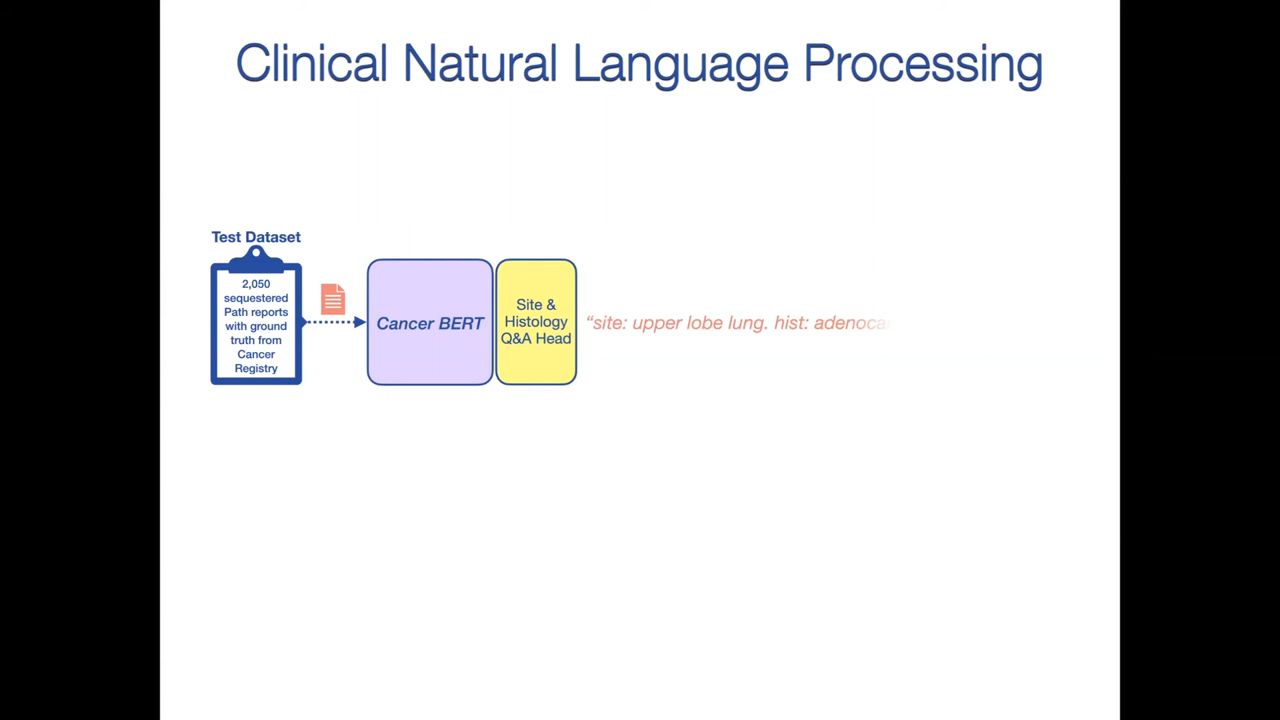 Clinical Natural Language Processing
Test Dataset
2,050
sequestered
Path reports
with ground
truth from
Cancer
Registry
Cancer BERT
Site &
Histology
Q&A Head
“site: upper lobe lung. hist: adenoca